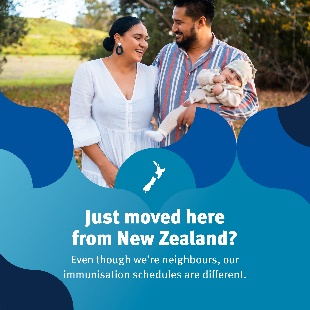 Just moved here
from New Zealand?
Even though we're neighbours, our
immunisation schedules are different.